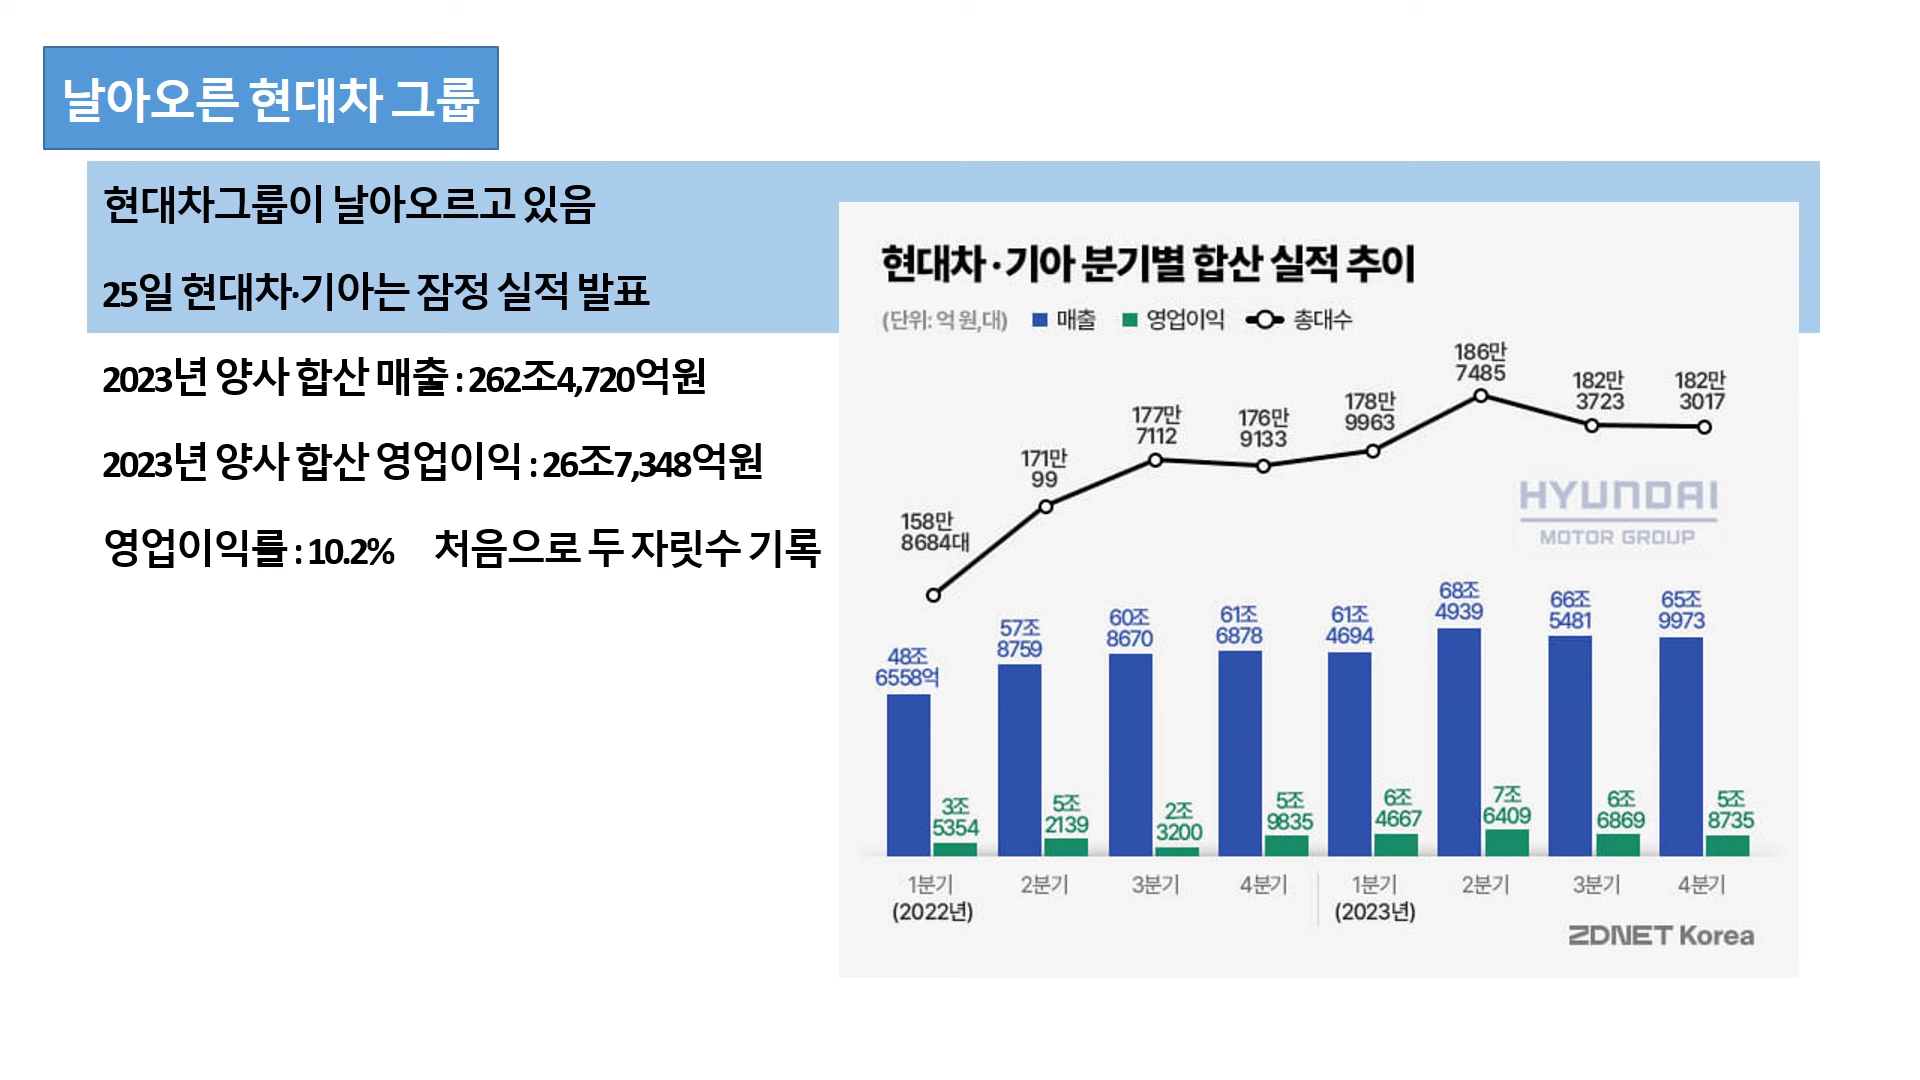 날아오른 현대차 그룹
현대차그룹이 날아오르고 있음
25일 현대차·기아는 잠정 실적 발표
2023년 양사 합산 매출 : 262조4,720억원
2023년 양사 합산 영업이익 : 26조7,348억원
영업이익률 : 10.2% 처음으로 두 자릿수 기록
현대차·기아 분기별 합산 실적 추이
(단위: 억 원,대) 매출 영업이익 총대수
158만
8684대
171만
99
177만
7112
176만
9133
178만
9963
186만
7485
182만
3723
182만
3017
HYUNDAI
MOTOR GROUP
48조
6558억
57조
8759
60조
8670
61조
6878
61조
4694
68조
4939
66조
5481
65조
9973
3조
5354
5조
2139
2조
3200
5조
9835
6조
4667
7조
6409
6조
6869
5조
8735
1분기 2분기 3분기 4분기 1분기 2분기 3분기 4분기
(2022년) (2023년)
ZDNET Korea